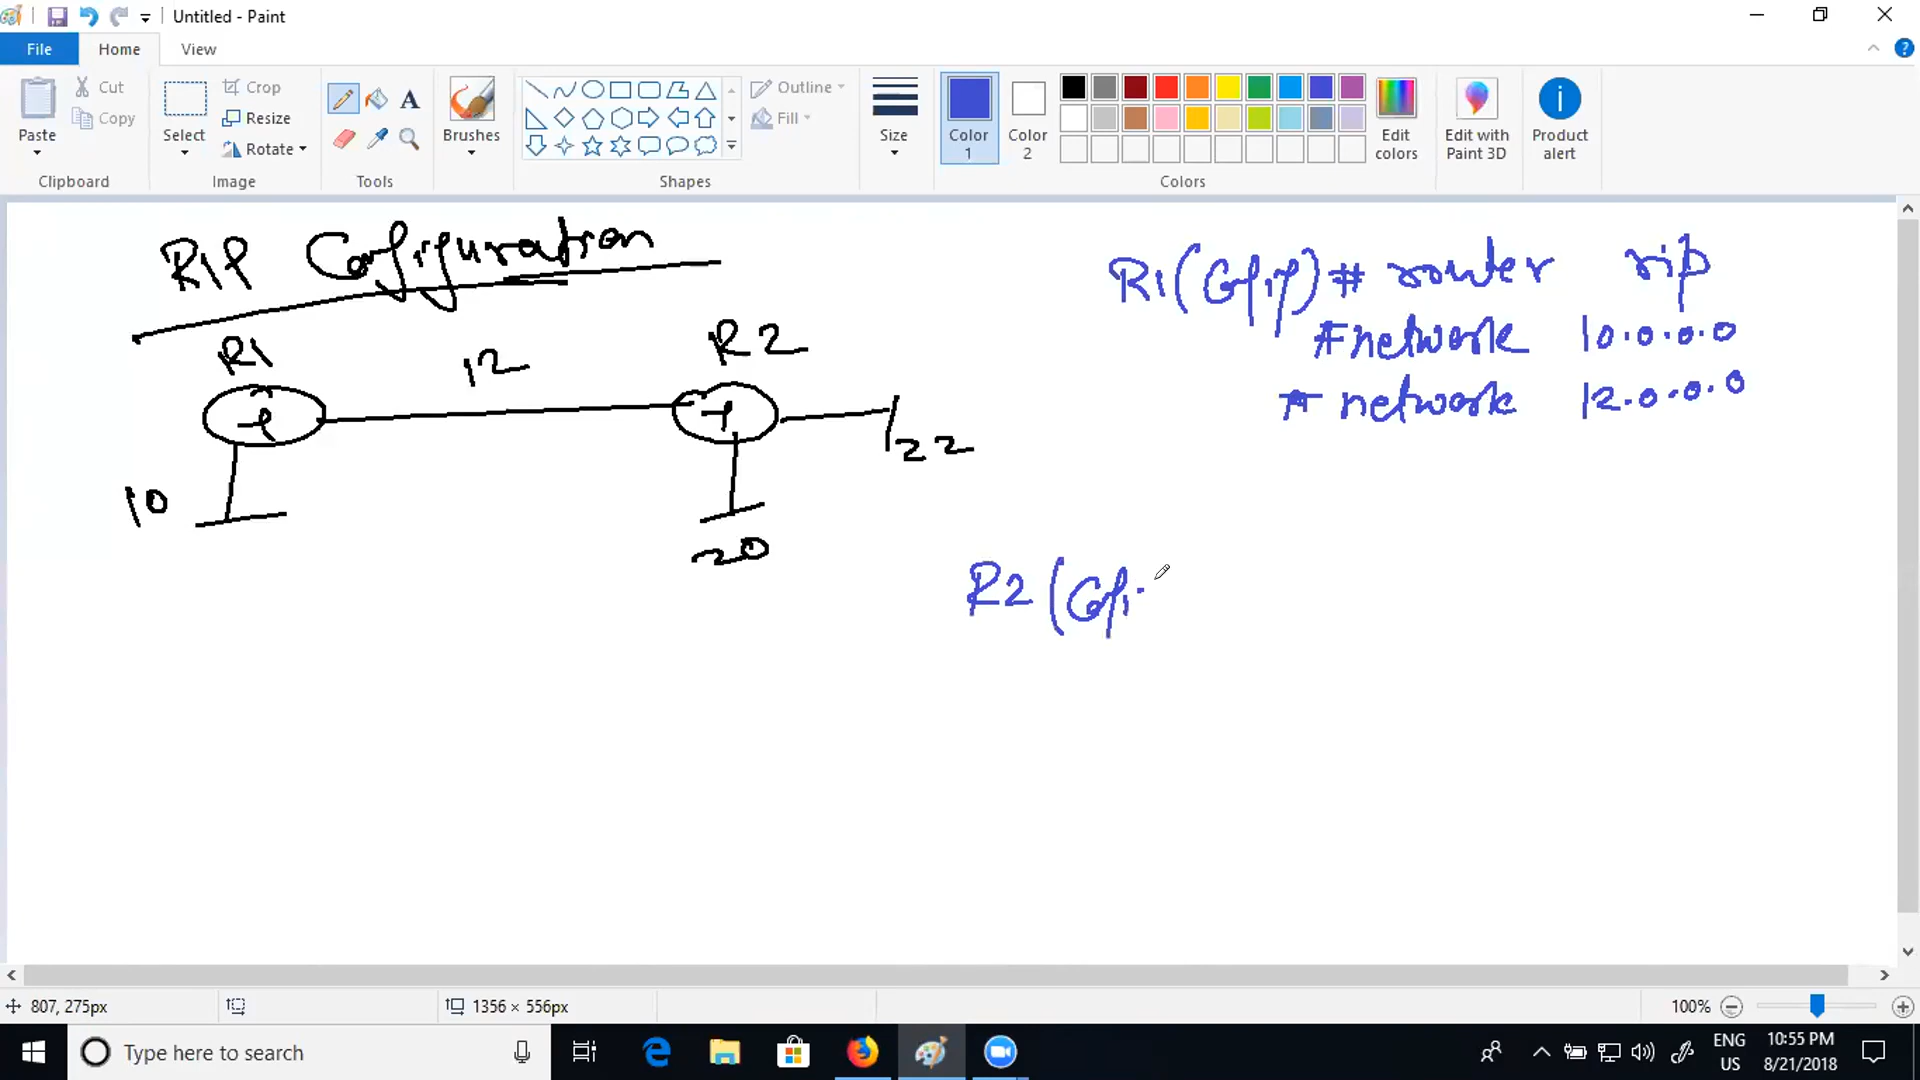 Untitled - Paint
File Home View
Paste
Cut
Copy
Clipboard
Select
Crop
Resize
Rotate
Image
A
Tools
Brushes
Outline
Fill
Shapes
Size
Color 1
Color 2
Edit colors
Colors
Edit with Paint 3D
Product alert
RIP Configuration
R1
12
R2
10
20
22
R1(Config)# router rip
#network 10.0.0.0
# network 12.0.0.0
R2 (Cofi
807, 275px
1356 × 556px
100%
Type here to search
ENG
US
10:55 PM
8/21/2018